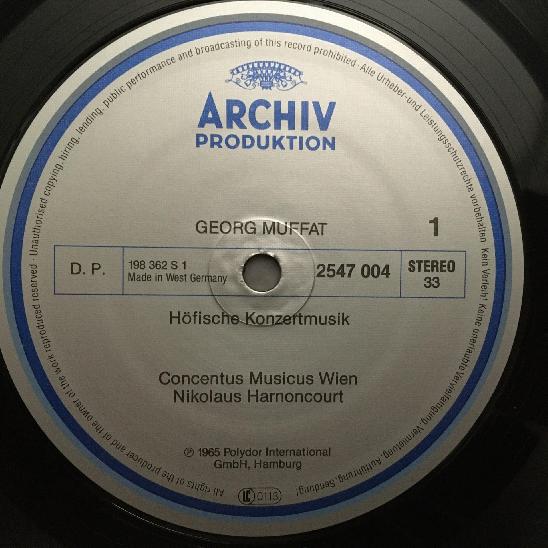 ARCHIV
PRODUKTION
GEORG MUFFAT
1
D. P.
198 362 S 1
Made in West Germany
2547 004
STEREO
33
Höfische Konzertmusik
Concentus Musicus Wien
Nikolaus Harnoncourt
℗ 1965 Polydor International
GmbH, Hamburg
LC 0113
All rights of the producer and of the owner of the work reproduced reserved · Unauthorised copying, hiring, lending, public performance and broadcasting of this record prohibited · Alle Urheber- und Leistungsschutzrechte vorbehalten. Kein Verleih! Keine unerlaubte Vervielfältigung, Vermietung, Aufführung, Sendung!